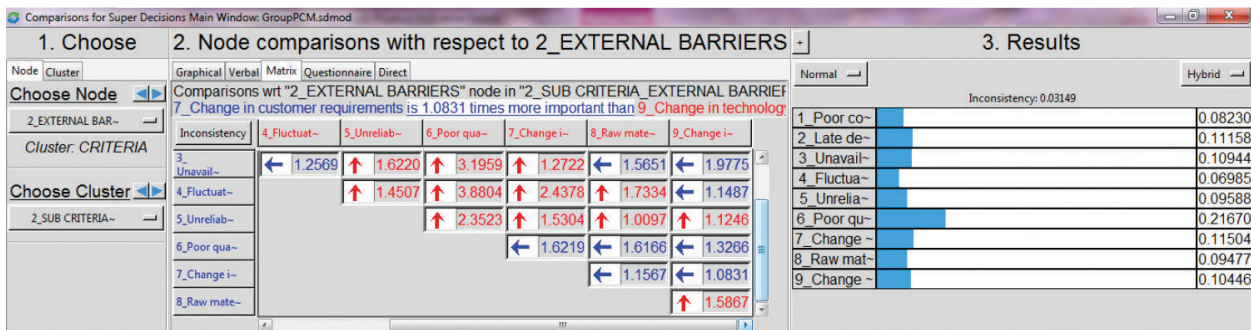 Comparisons for Super Decisions Main Window: GroupPCM.sdmod
1. Choose
2. Node comparisons with respect to 2_EXTERNAL BARRIERS
+
3. Results
Node Cluster
Graphical Verbal Matrix Questionnaire Direct
Normal
Hybrid
Choose Node
Comparisons wrt "2_EXTERNAL BARRIERS" node in "2_SUB CRITERIA_EXTERNAL BARRIER
7_Change in customer requirements is 1.0831 times more important than 9_Change in technology
Inconsistency: 0.03149
2_EXTERNAL BAR~
Cluster: CRITERIA
Choose Cluster
2_SUB CRITERIA~
Inconsistency 4_Fluctuat~ 5_Unreliab~ 6_Poor qua~ 7_Change i~ 8_Raw mate~ 9_Change i~
3_Unavail~ ← 1.2569 ↑ 1.6220 ↑ 3.1959 ↑ 1.2722 ← 1.5651 ← 1.9775
4_Fluctuat~ ↑ 1.4507 ↑ 3.8804 ↑ 2.4378 ↑ 1.7334 ← 1.1487
5_Unreliab~ ↑ 2.3523 ↑ 1.5304 ↑ 1.0097 ↑ 1.1246
6_Poor qua~ ← 1.6219 ← 1.6166 ← 1.3266
7_Change i~ ← 1.1567 ← 1.0831
8_Raw mate~ ↑ 1.5867
1_Poor co~ 0.08230
2_Late de~ 0.11158
3_Unavail~ 0.10944
4_Fluctua~ 0.06985
5_Unrelia~ 0.09588
6_Poor qu~ 0.21670
7_Change ~ 0.11504
8_Raw mat~ 0.09477
9_Change ~ 0.10446